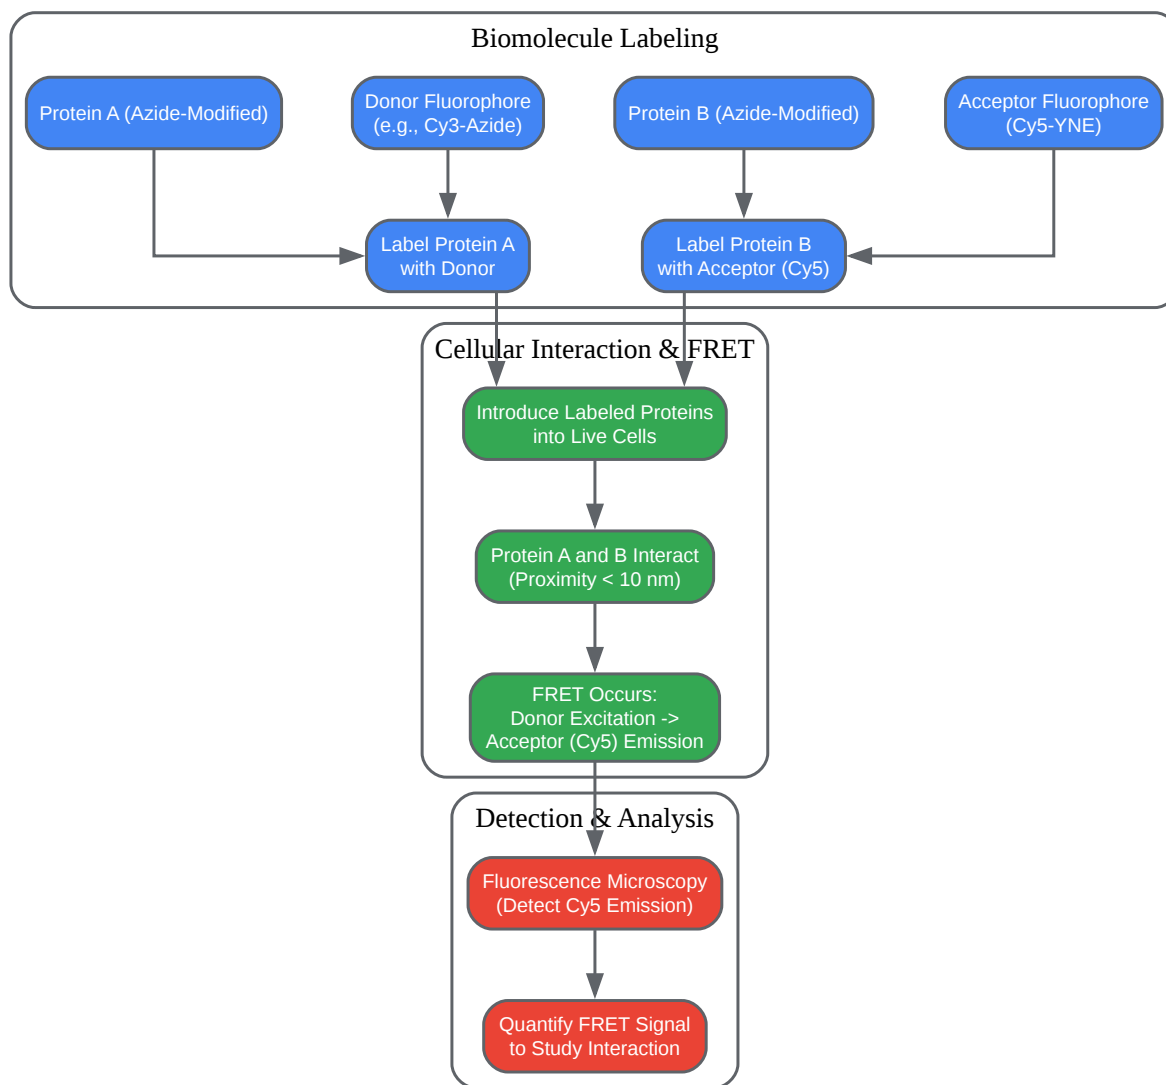 Biomolecule Labeling
Protein A (Azide-Modified)
Donor Fluorophore
(e.g., Cy3-Azide)
Protein B (Azide-Modified)
Acceptor Fluorophore
(Cy5-YNE)
Label Protein A
with Donor
Label Protein B
with Acceptor (Cy5)
Cellular Interaction & FRET
Introduce Labeled Proteins
into Live Cells
Protein A and B Interact
(Proximity < 10 nm)
FRET Occurs:
Donor Excitation ->
Acceptor (Cy5) Emission
Detection & Analysis
Fluorescence Microscopy
(Detect Cy5 Emission)
Quantify FRET Signal
to Study Interaction